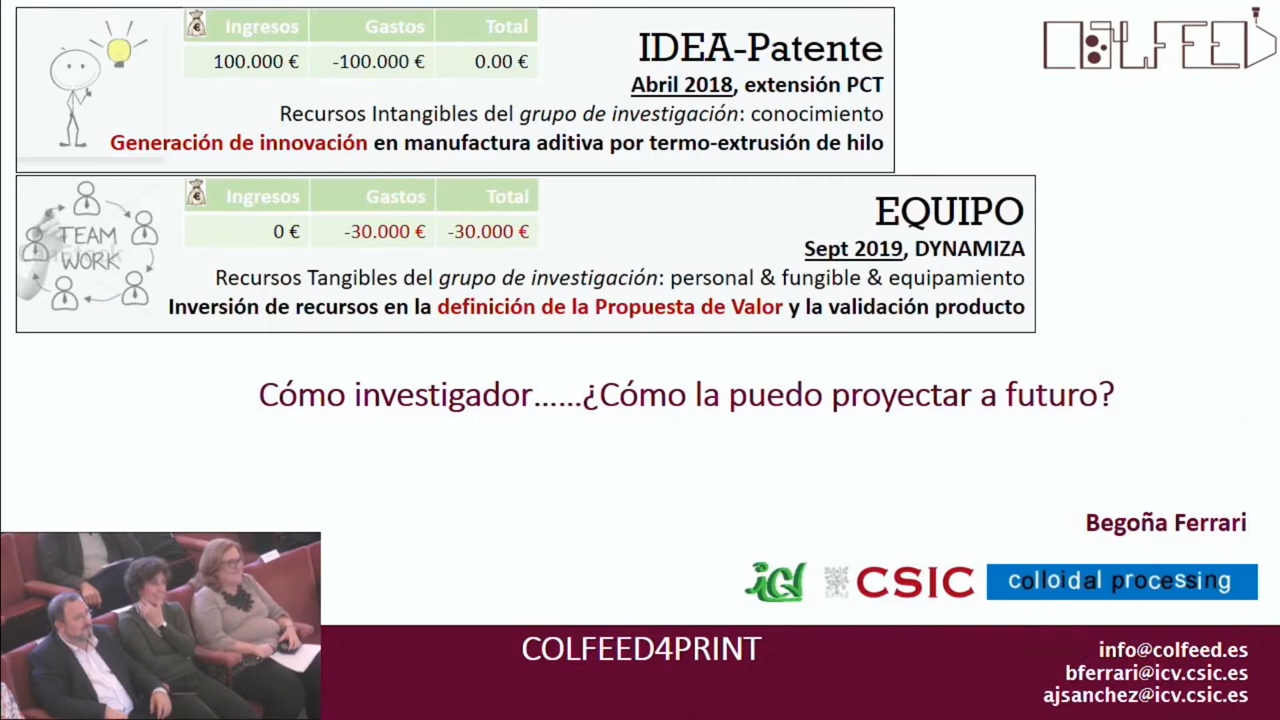 Ingresos Gastos Total
100.000 € -100.000 € 0.00 €
IDEA-Patente
Abril 2018, extensión PCT
Recursos Intangibles del grupo de investigación: conocimiento
Generación de innovación en manufactura aditiva por termo-extrusión de hilo
COLFEED
TEAM
WORK
Ingresos Gastos Total
0 € -30.000 € -30.000 €
EQUIPO
Sept 2019, DYNAMIZA
Recursos Tangibles del grupo de investigación: personal & fungible & equipamiento
Inversión de recursos en la definición de la Propuesta de Valor y la validación producto
Cómo investigador......¿Cómo la puedo proyectar a futuro?
Begoña Ferrari
icv
CSIC
colloidal processing
COLFEED4PRINT
info@colfeed.es
bferrari@icv.csic.es
ajsanchez@icv.csic.es